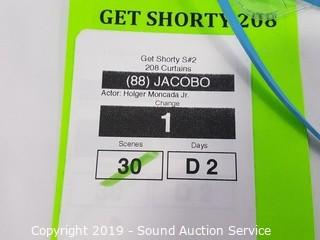 GET SHORTY 208
Get Shorty S#2
208 Curtains
(88) JACOBO
Actor: Holger Moncada Jr.
Change
1
Scenes Days
30 D 2
Copyright 2019 - Sound Auction Service